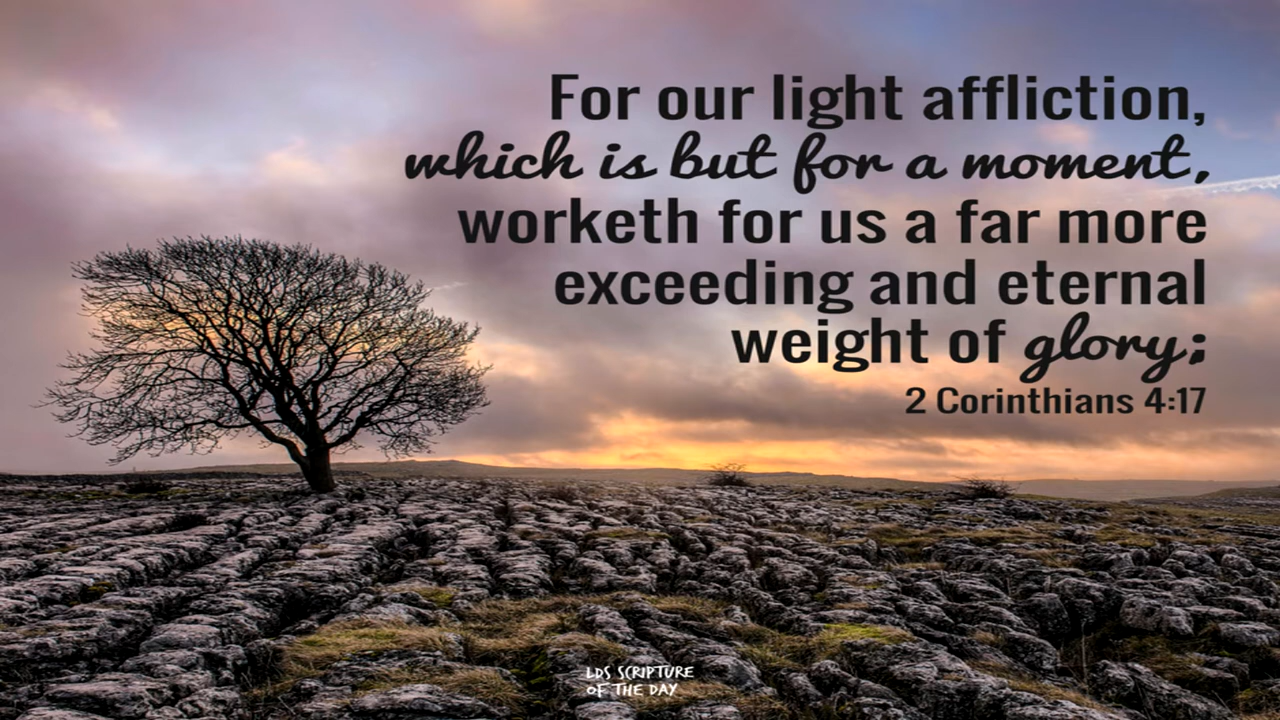 For our light affliction,
which is but for a moment,
worketh for us a far more
exceeding and eternal
weight of glory;
2 Corinthians 4:17
LDS SCRIPTURE
OF THE DAY